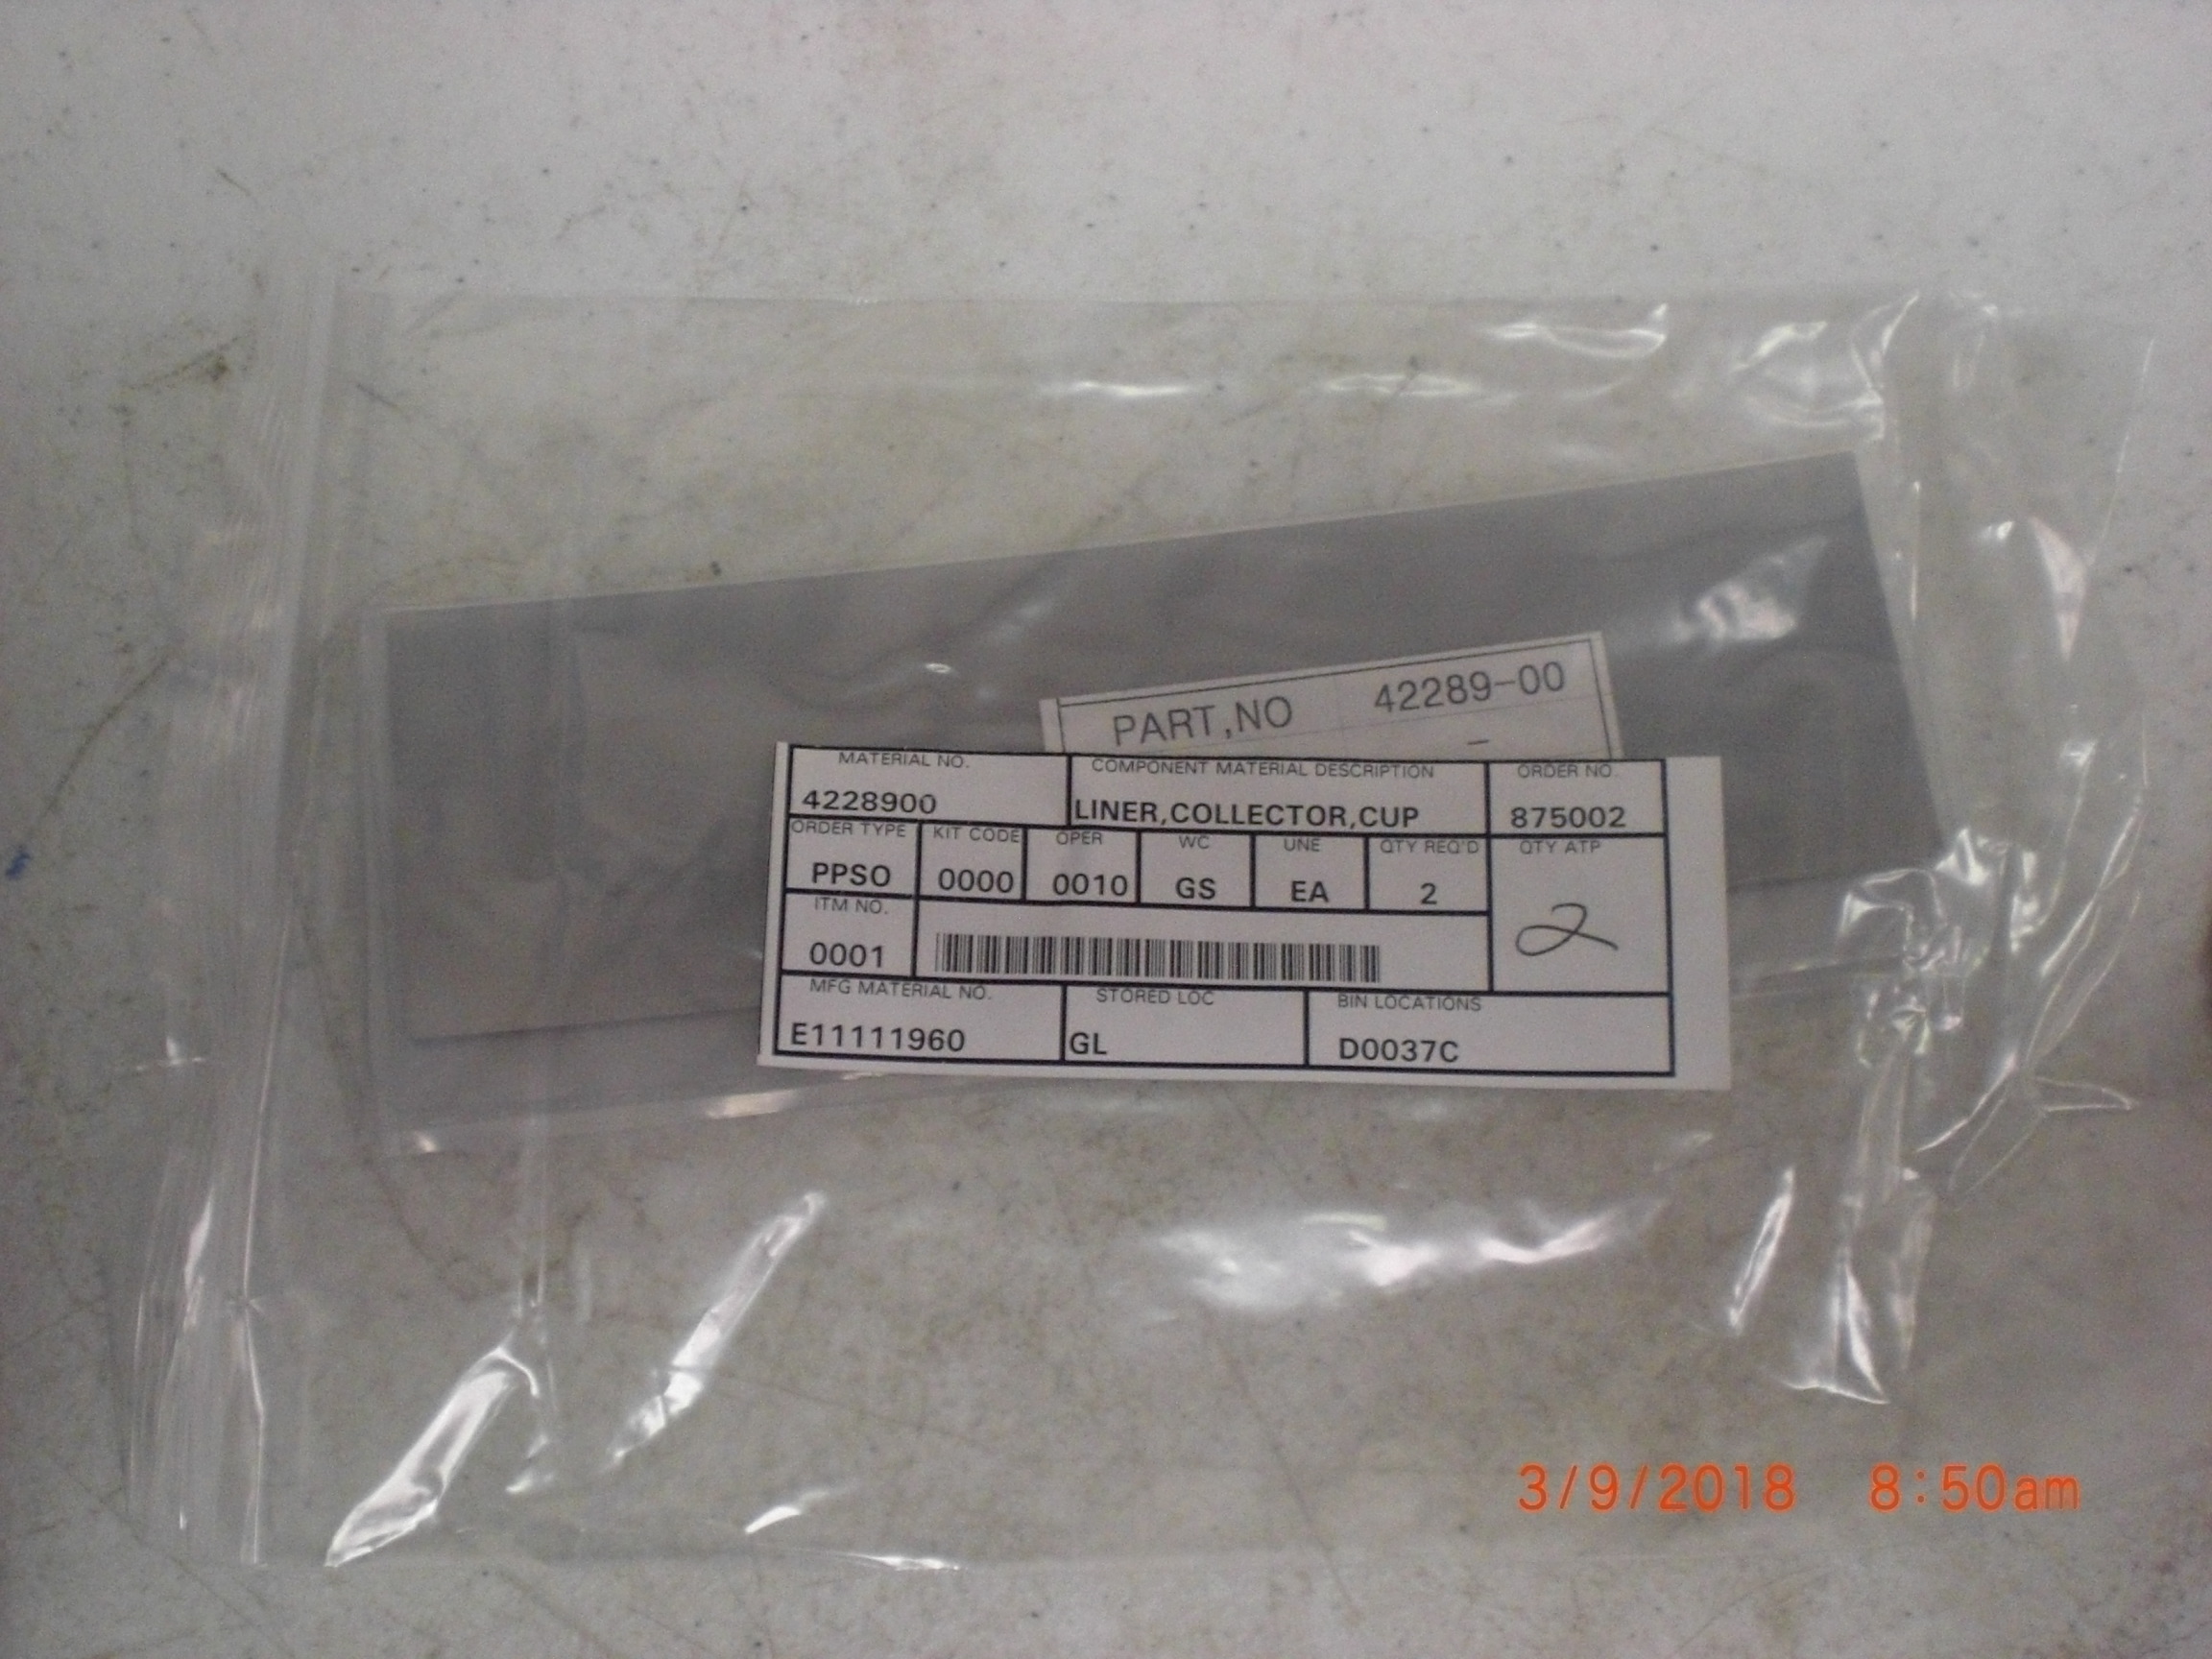 PART,NO 42289-00
-
MATERIAL NO. COMPONENT MATERIAL DESCRIPTION ORDER NO.
4228900 LINER,COLLECTOR,CUP 875002
ORDER TYPE KIT CODE OPER WC UNE QTY REQ'D QTY ATP
PPSO 0000 0010 GS EA 2 2
ITM NO.
0001
MFG MATERIAL NO. STORED LOC BIN LOCATIONS
E11111960 GL D0037C
3/9/2018 8:50am